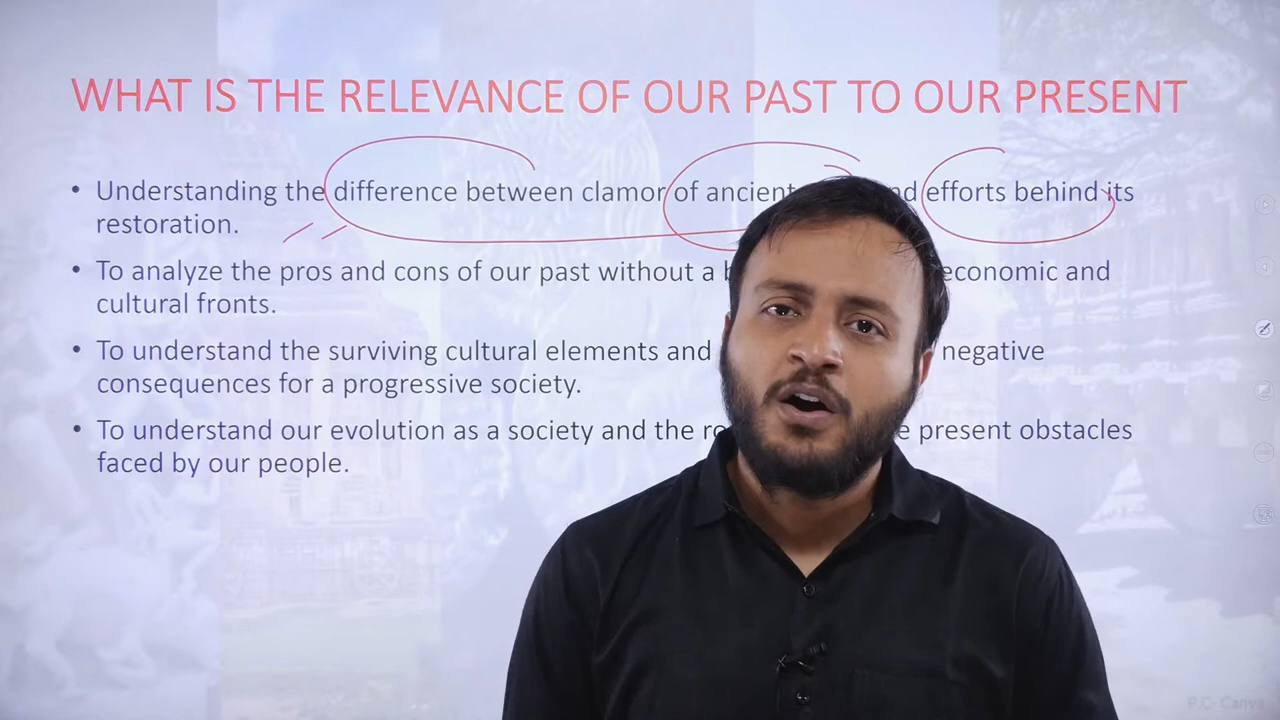 WHAT IS THE RELEVANCE OF OUR PAST TO OUR PRESENT
• Understanding the difference between clamor of ancient efforts behind its
restoration.
• To analyze the pros and cons of our past without a economic and
cultural fronts.
• To understand the surviving cultural elements and negative
consequences for a progressive society.
• To understand our evolution as a society and the present obstacles
faced by our people.
P.C- Canva